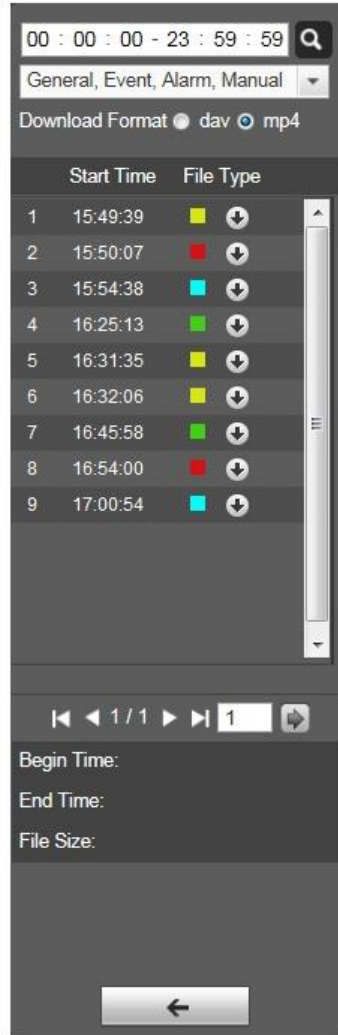 00 : 00 : 00 - 23 : 59 : 59
General, Event, Alarm, Manual
Download Format dav mp4
Start Time File Type
1 15:49:39
2 15:50:07
3 15:54:38
4 16:25:13
5 16:31:35
6 16:32:06
7 16:45:58
8 16:54:00
9 17:00:54
1 / 1 1
Begin Time:
End Time:
File Size: